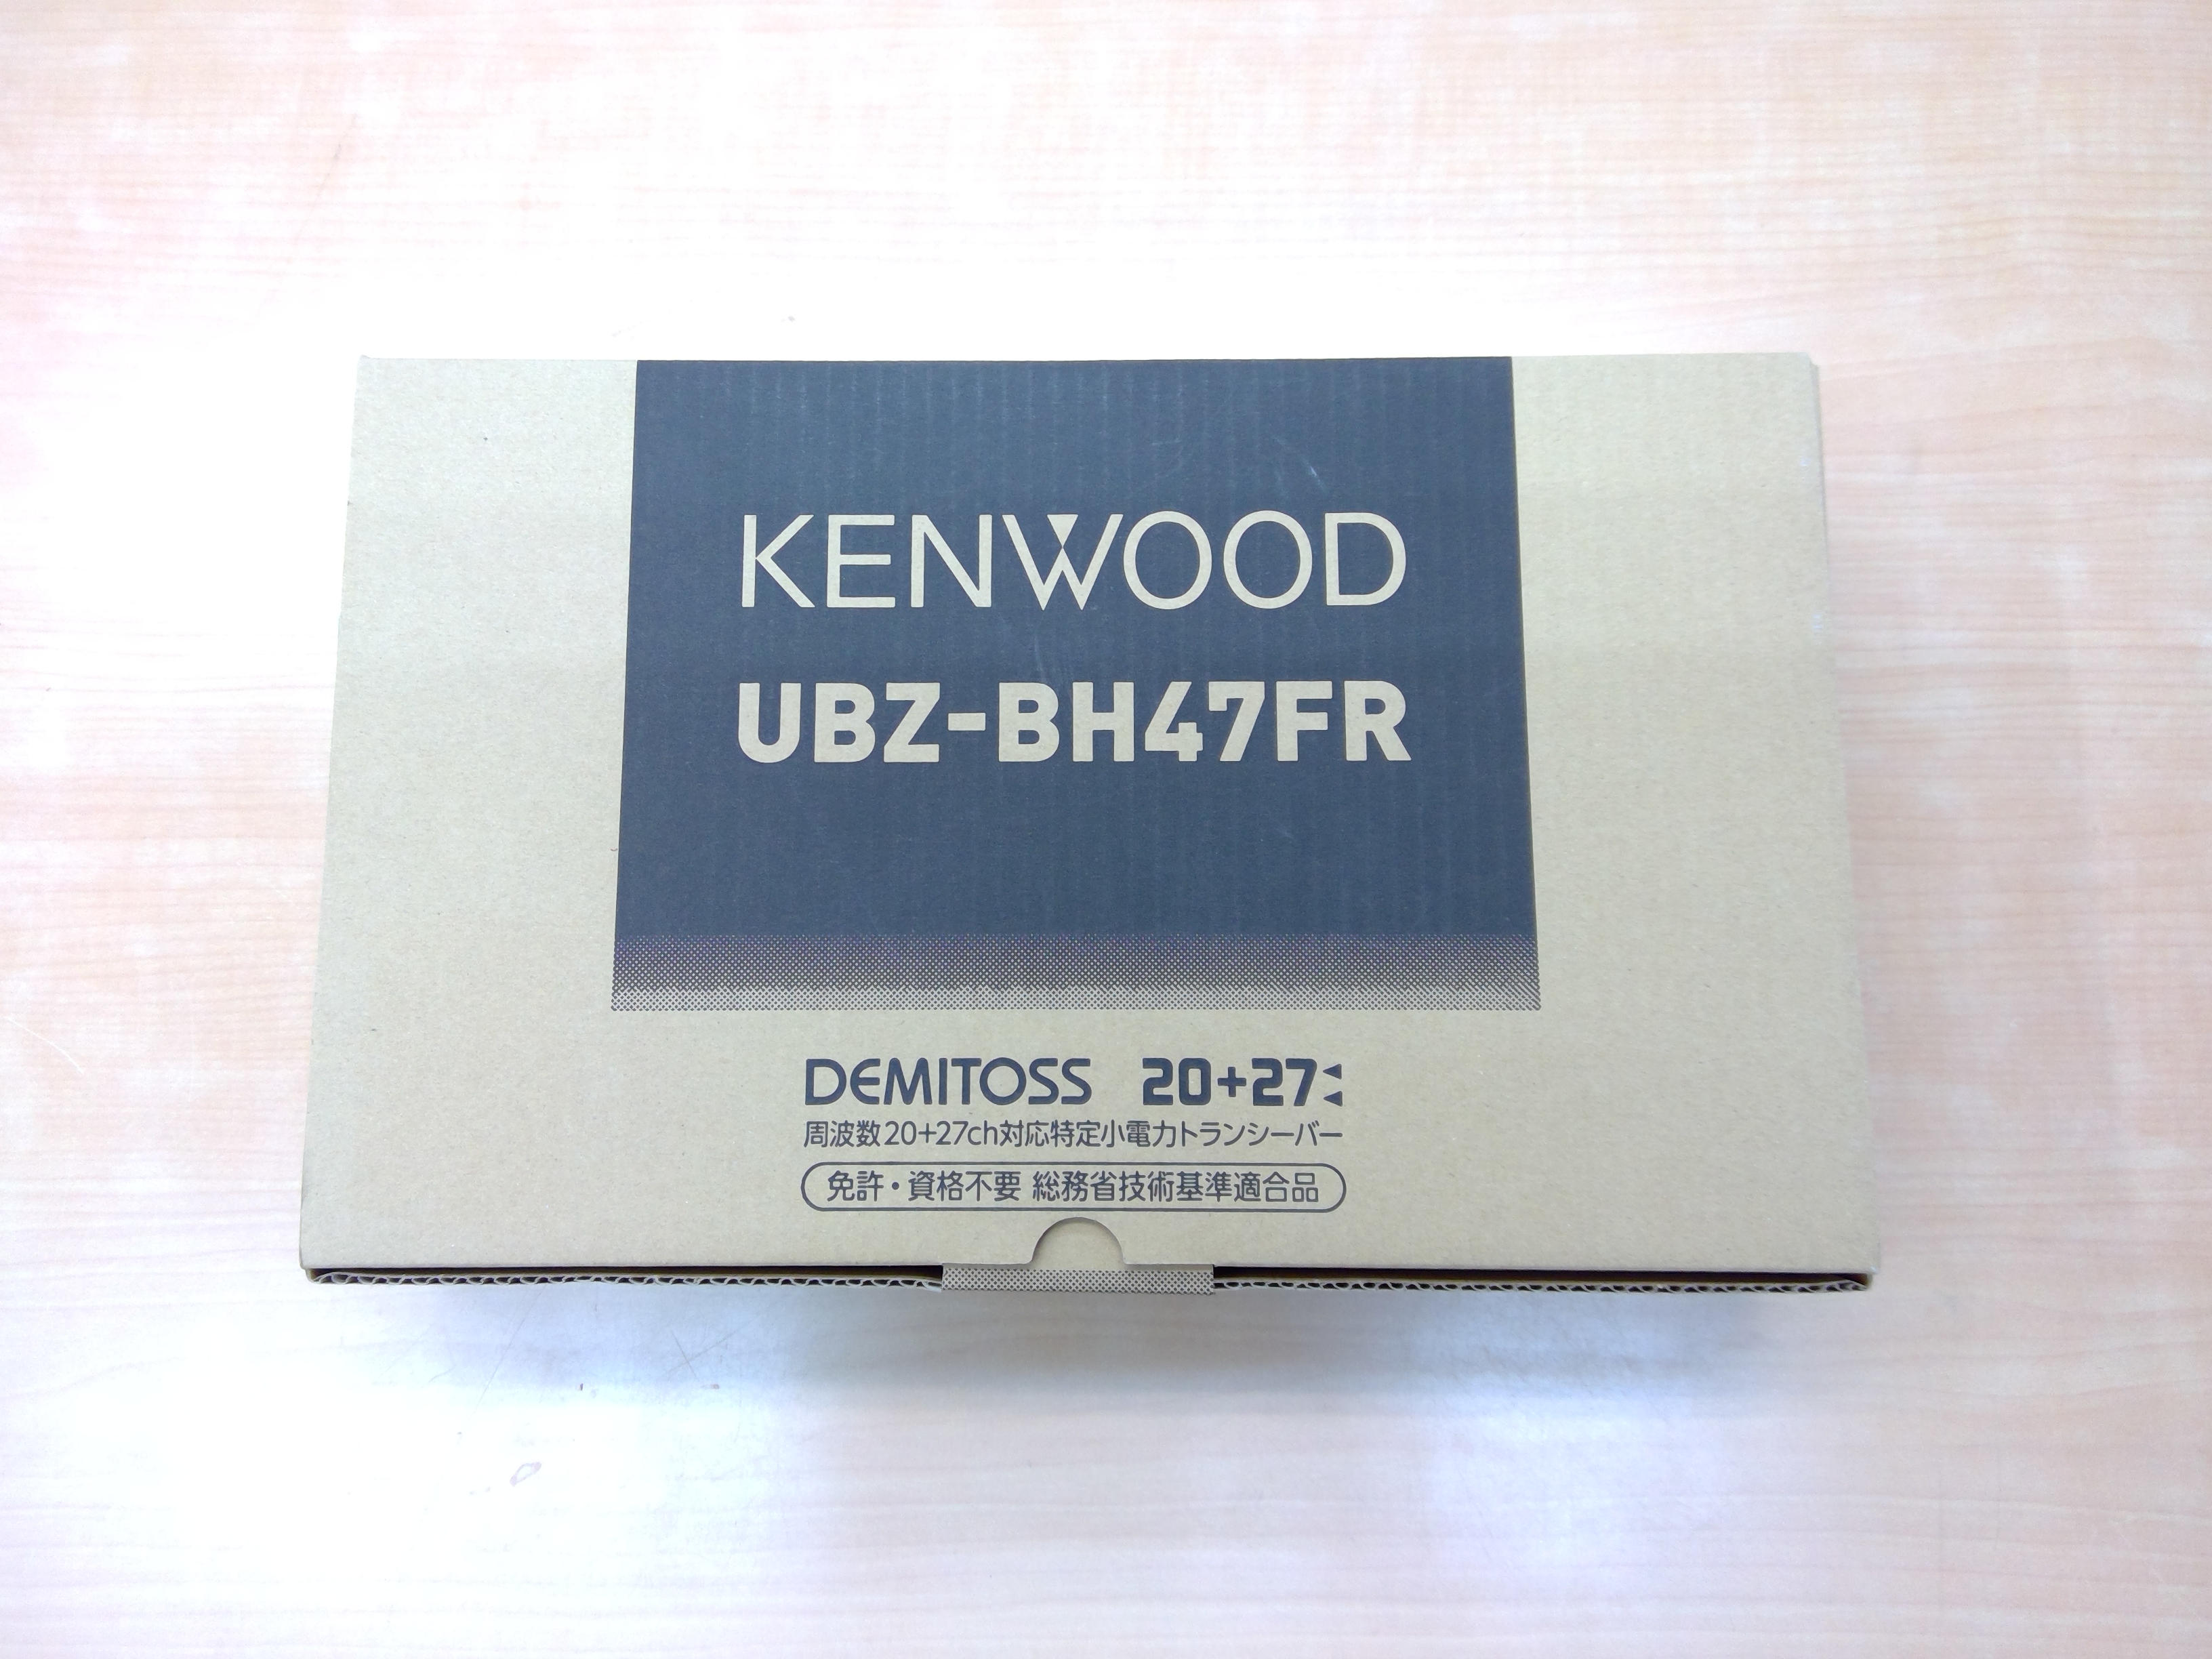 KENWOOD
UBZ-BH47FR
DEMITOSS 20+27
周波数20+27ch対応特定小電力トランシーバー
免許・資格不要 総務省技術基準適合品